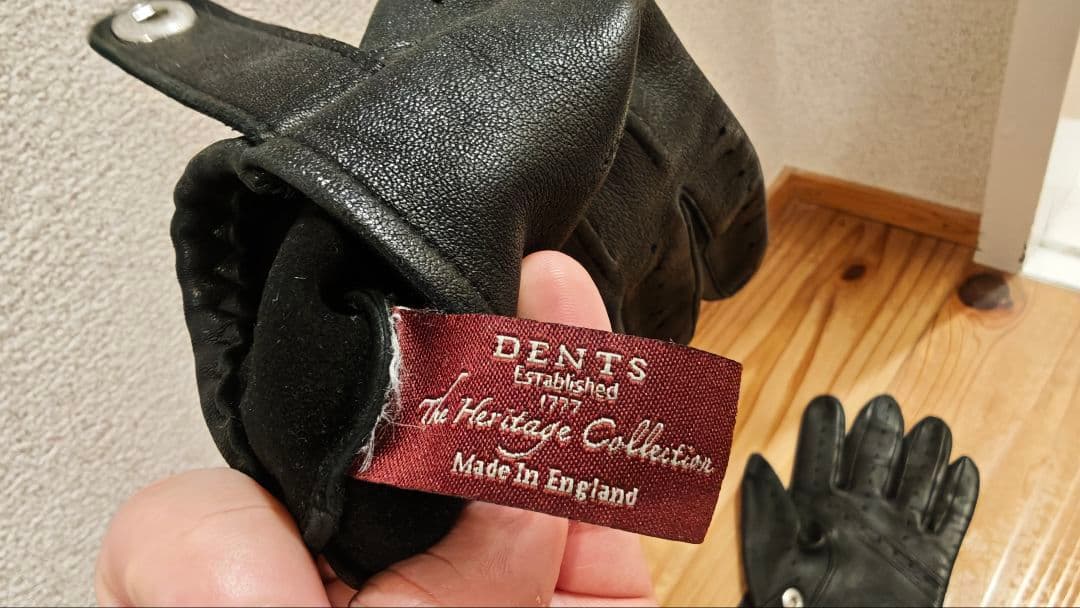 DENTS
Established
1777
The Heritage Collection
Made In England